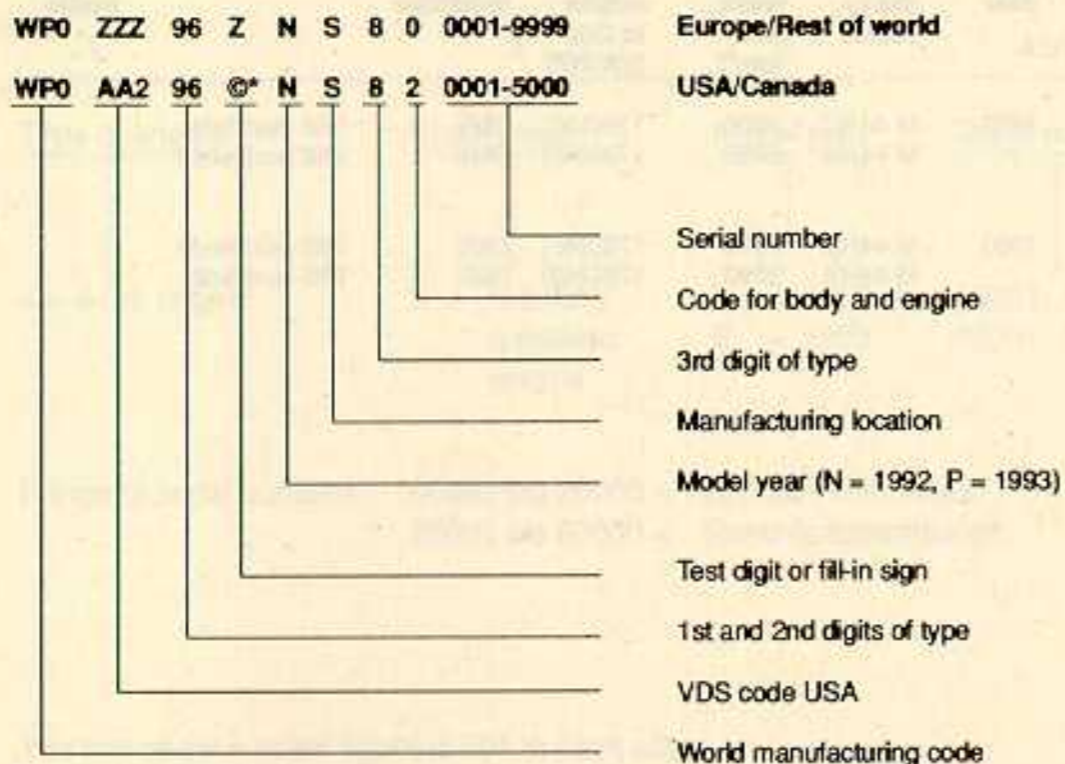 WP0 ZZZ 96 Z N S 8 0 0001-9999 Europe/Rest of world
WP0 AA2 96 ©* N S 8 2 0001-5000 USA/Canada
Serial number
Code for body and engine
3rd digit of type
Manufacturing location
Model year (N = 1992, P = 1993)
Test digit or fill-in sign
1st and 2nd digits of type
VDS code USA
World manufacturing code